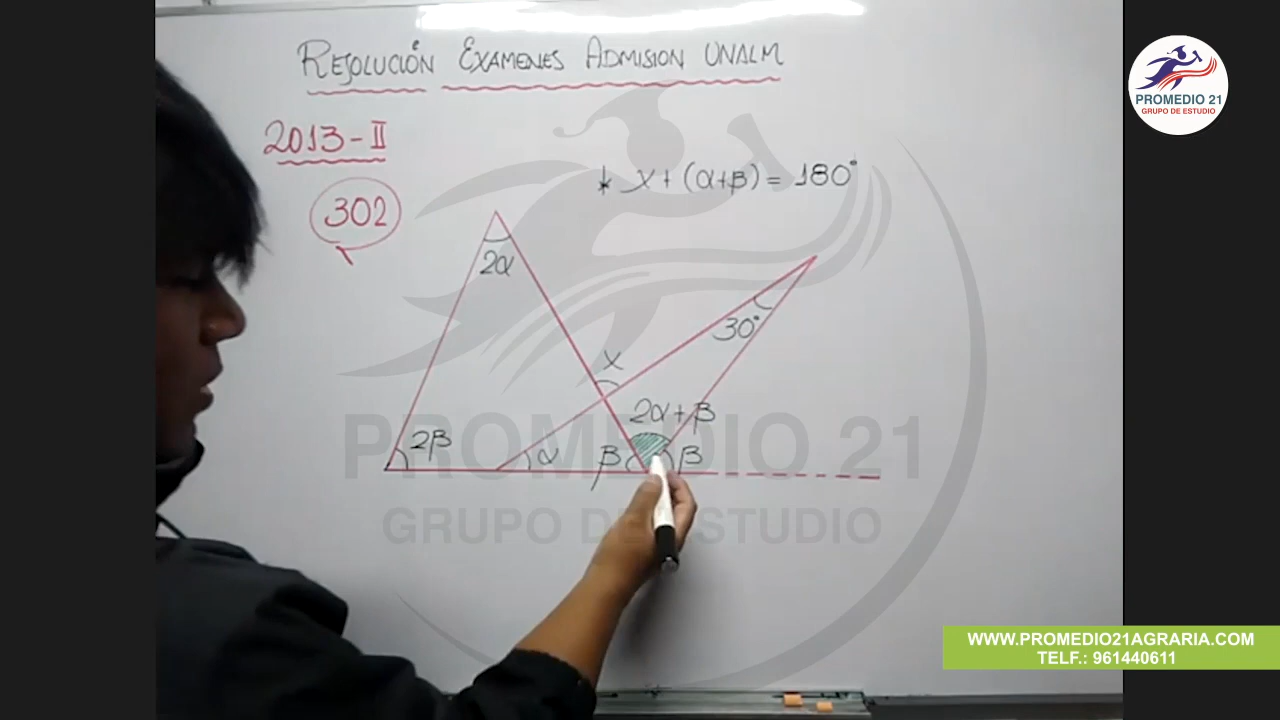 RESOLUCIÓN EXAMENES ADMISION UNALM
PROMEDIO 21
GRUPO DE ESTUDIO
2013-II
302
* x + (α+β) = 180°
2α
30°
x
2α+β
2β
α
β
β
PROMEDIO 21
GRUPO DE ESTUDIO
WWW.PROMEDIO21AGRARIA.COM
TELF.: 961440611